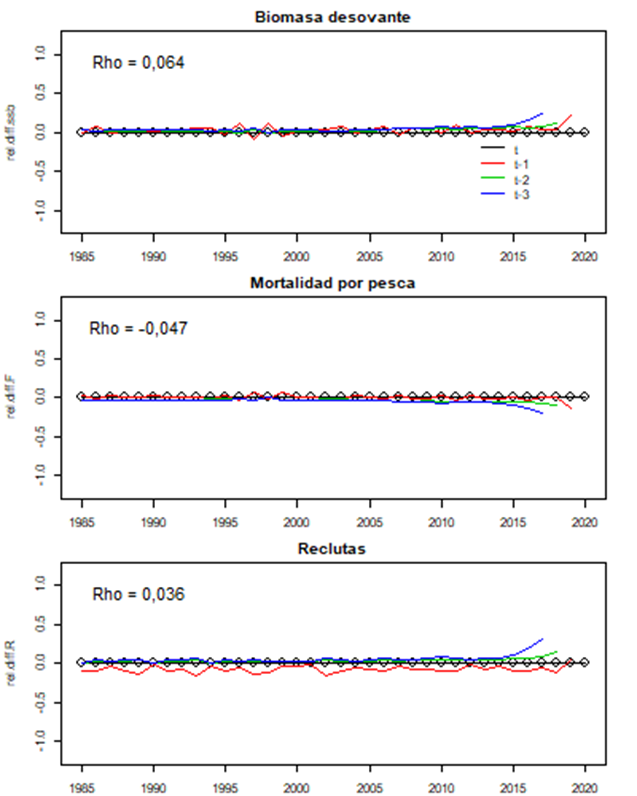 Biomasa desovante
Rho = 0,064
rel.diff.ssb
1.0
0.5
0.0
-0.5
-1.0
t
t-1
t-2
t-3
1985 1990 1995 2000 2005 2010 2015 2020
Mortalidad por pesca
Rho = -0,047
rel.diff.F
1.0
0.5
0.0
-0.5
-1.0
1985 1990 1995 2000 2005 2010 2015 2020
Reclutas
Rho = 0,036
rel.diff.R
1.0
0.5
0.0
-0.5
-1.0
1985 1990 1995 2000 2005 2010 2015 2020